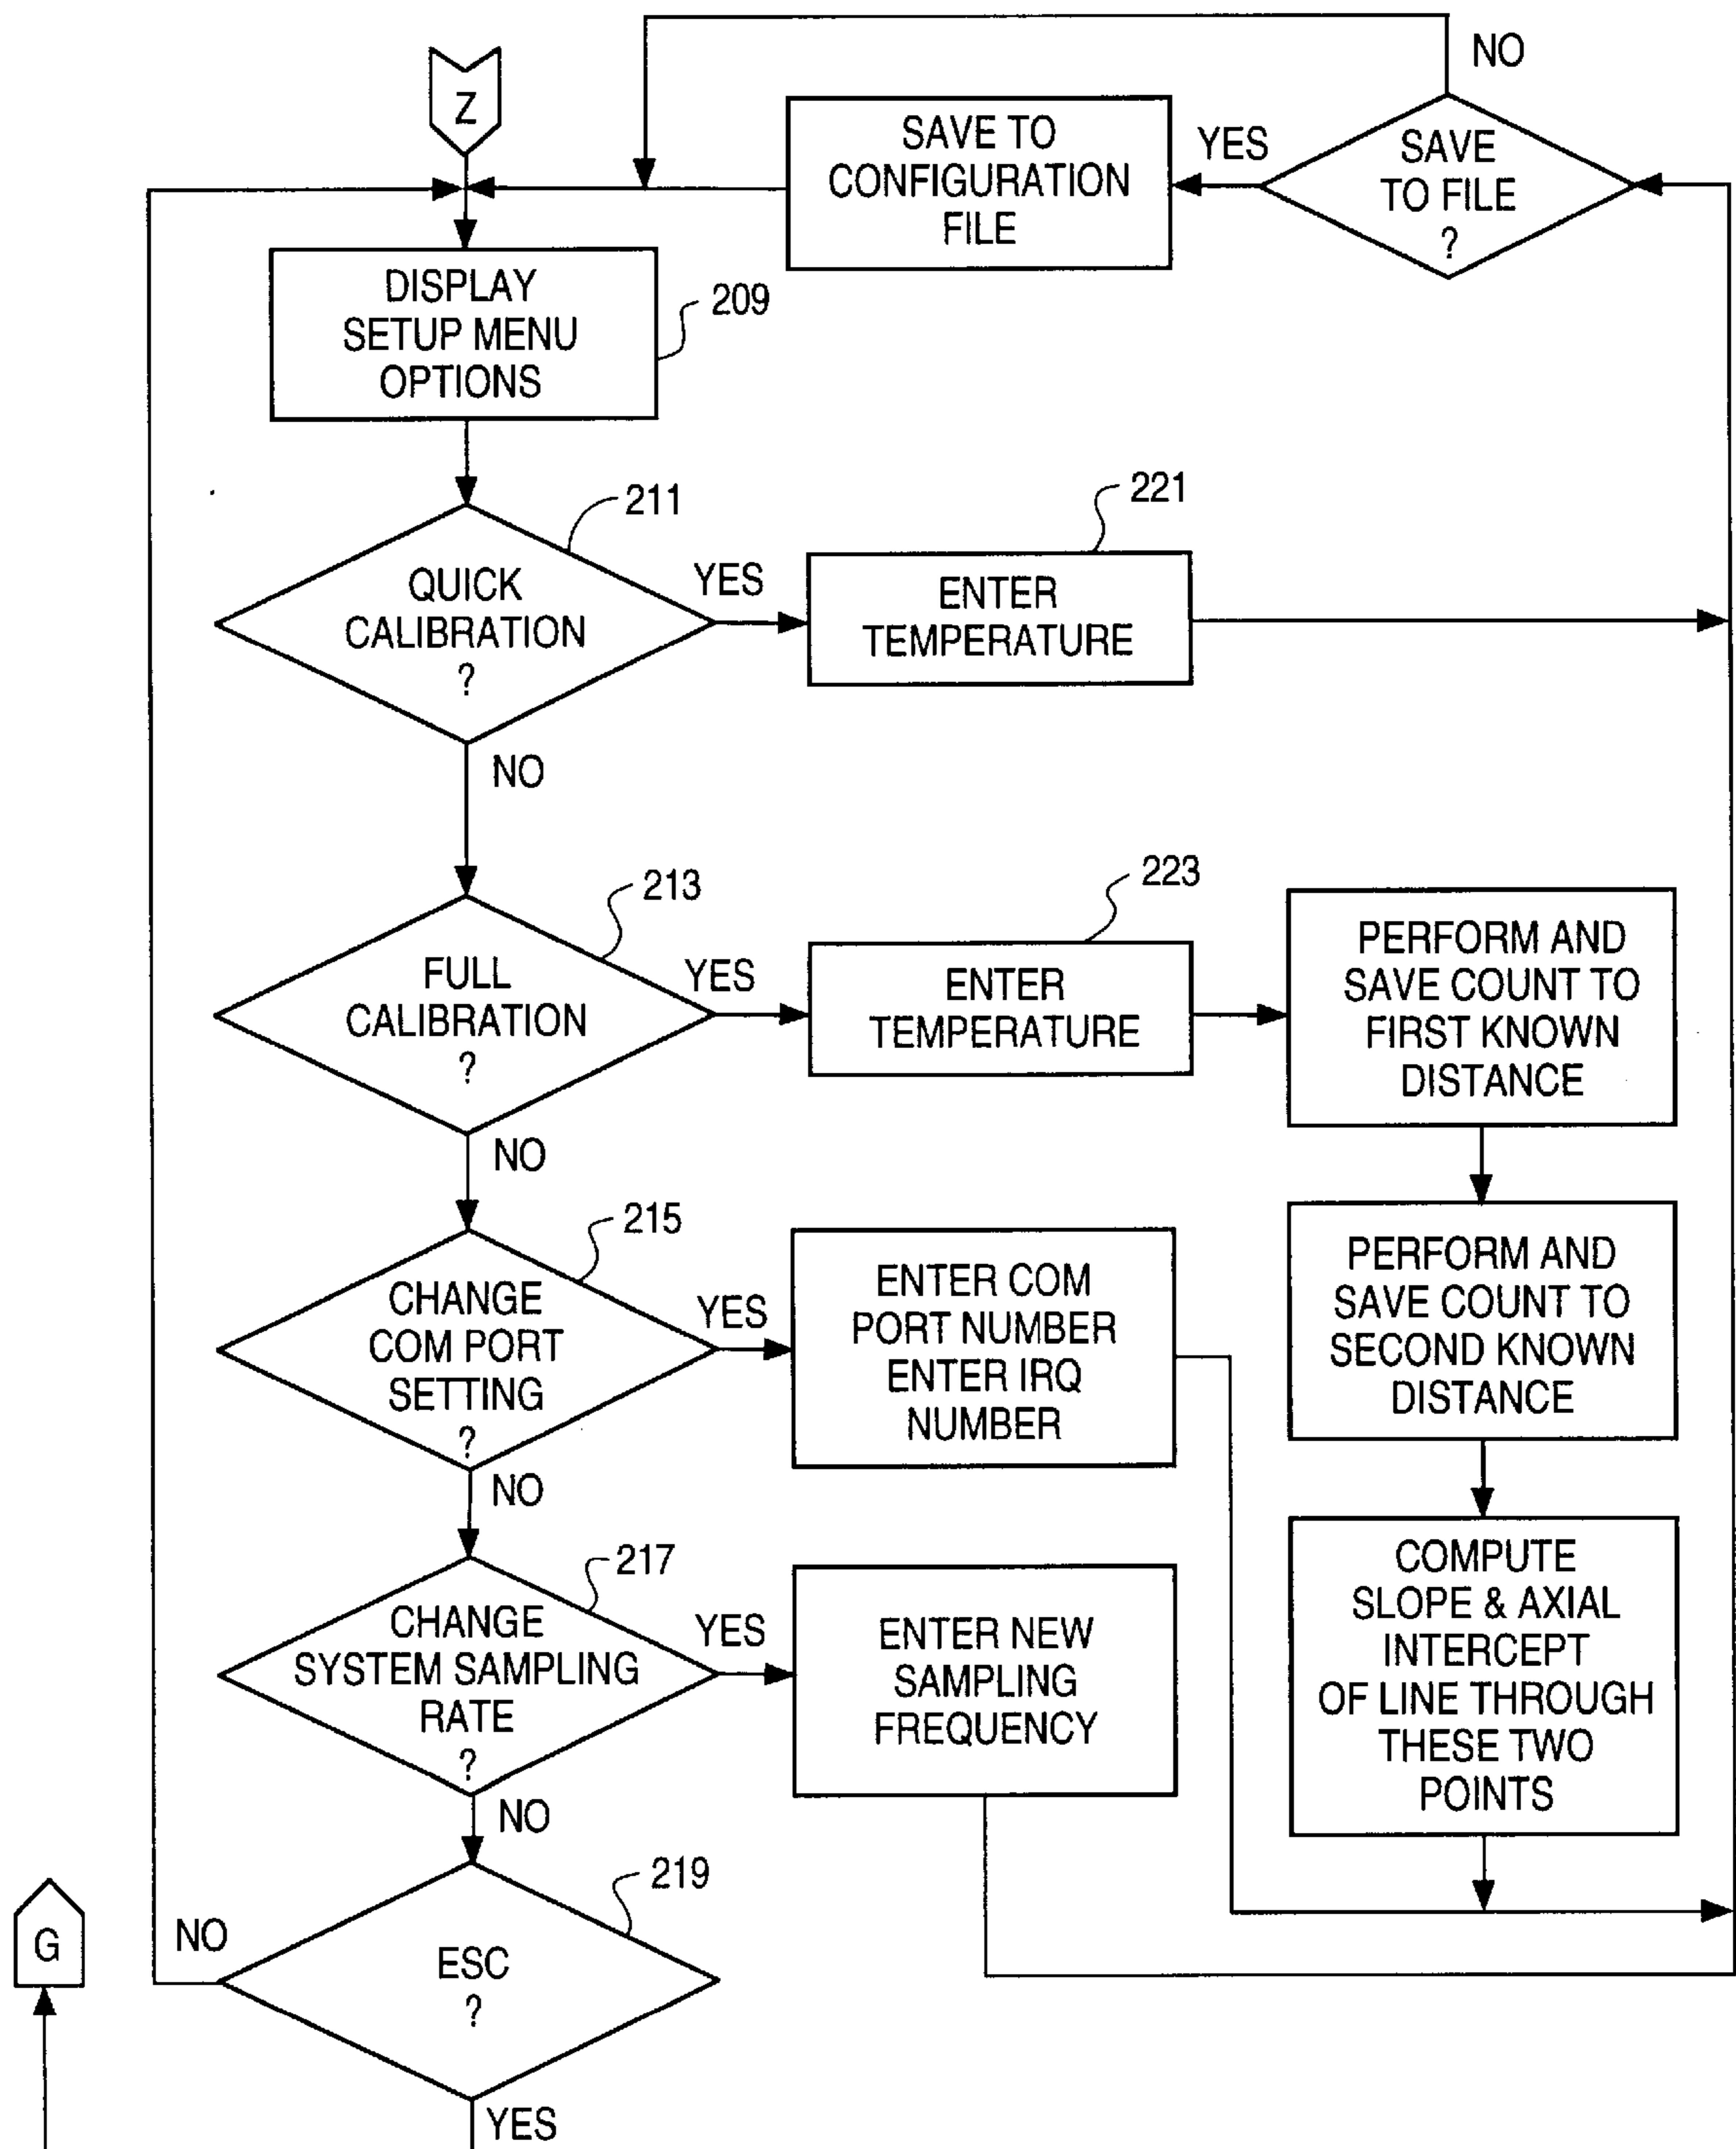 Z
NO
SAVE TO
CONFIGURATION
FILE
YES
SAVE
TO FILE
?
DISPLAY
SETUP MENU
OPTIONS
209
QUICK
CALIBRATION
?
211
YES
ENTER
TEMPERATURE
221
NO
FULL
CALIBRATION
?
213
YES
ENTER
TEMPERATURE
223
PERFORM AND
SAVE COUNT TO
FIRST KNOWN
DISTANCE
NO
CHANGE
COM PORT
SETTING
?
215
YES
ENTER COM
PORT NUMBER
ENTER IRQ
NUMBER
PERFORM AND
SAVE COUNT TO
SECOND KNOWN
DISTANCE
NO
CHANGE
SYSTEM SAMPLING
RATE
?
217
YES
ENTER NEW
SAMPLING
FREQUENCY
COMPUTE
SLOPE & AXIAL
INTERCEPT
OF LINE THROUGH
THESE TWO
POINTS
NO
G
NO
ESC
?
219
YES